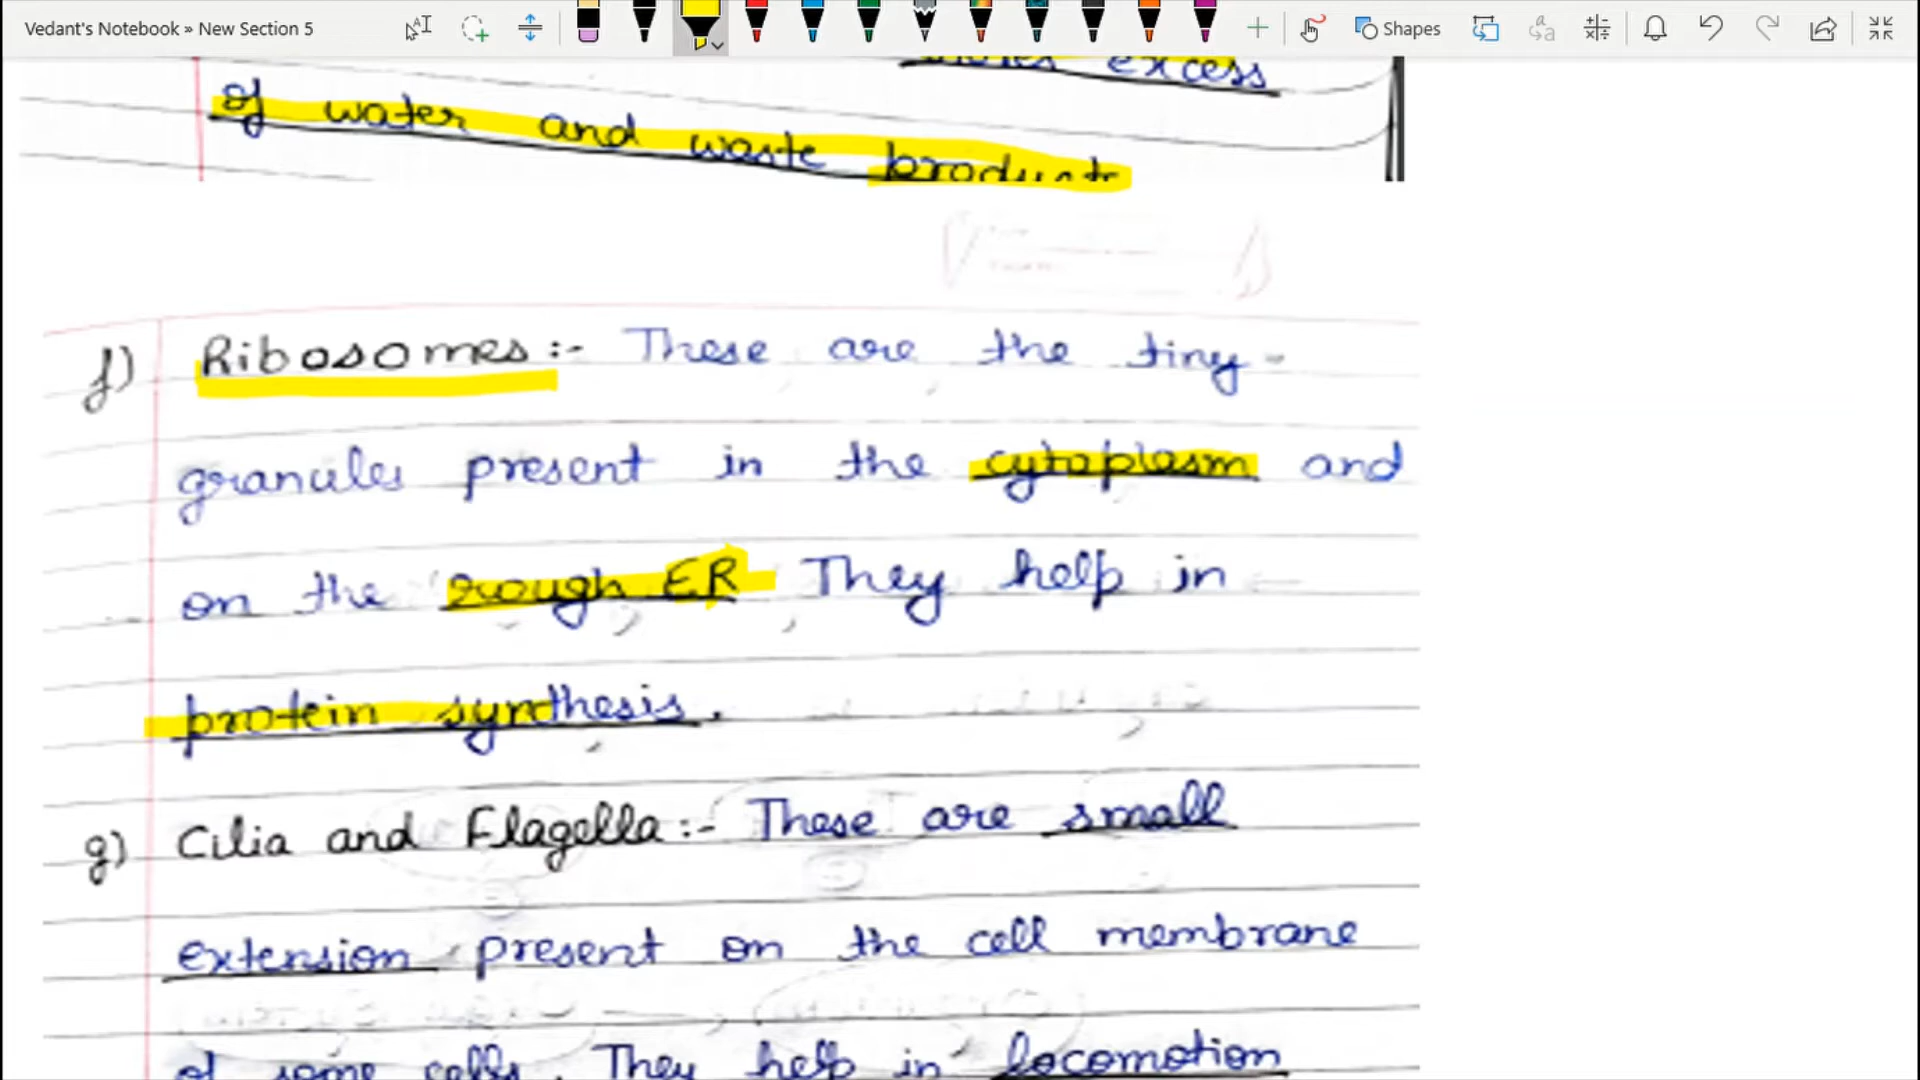 Vedant's Notebook » New Section 5
Shapes
excess
of water and waste products
f) Ribosomes :- These are the tiny-
granules present in the cytoplasm and
on the rough ER They help in
protein synthesis.
g) Cilia and Flagella :- These are small
extension present on the cell membrane
of some cells. They help in locomotion